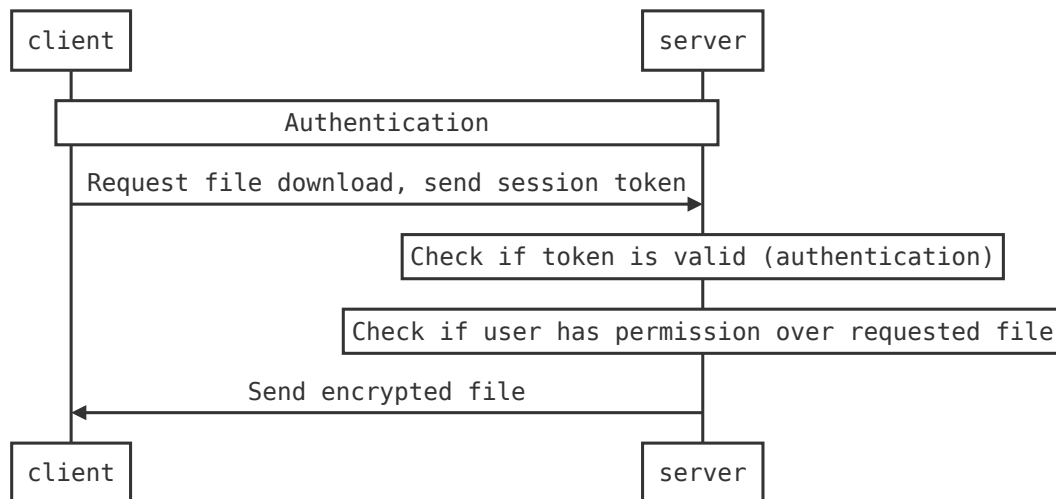 client
server
Authentication
Request file download, send session token
Check if token is valid (authentication)
Check if user has permission over requested file
Send encrypted file
client
server